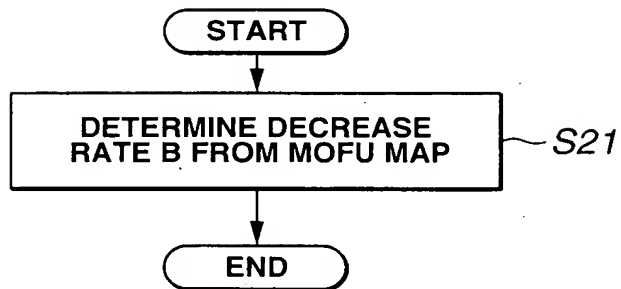 START
DETERMINE DECREASE
RATE B FROM MOFU MAP
S21
END